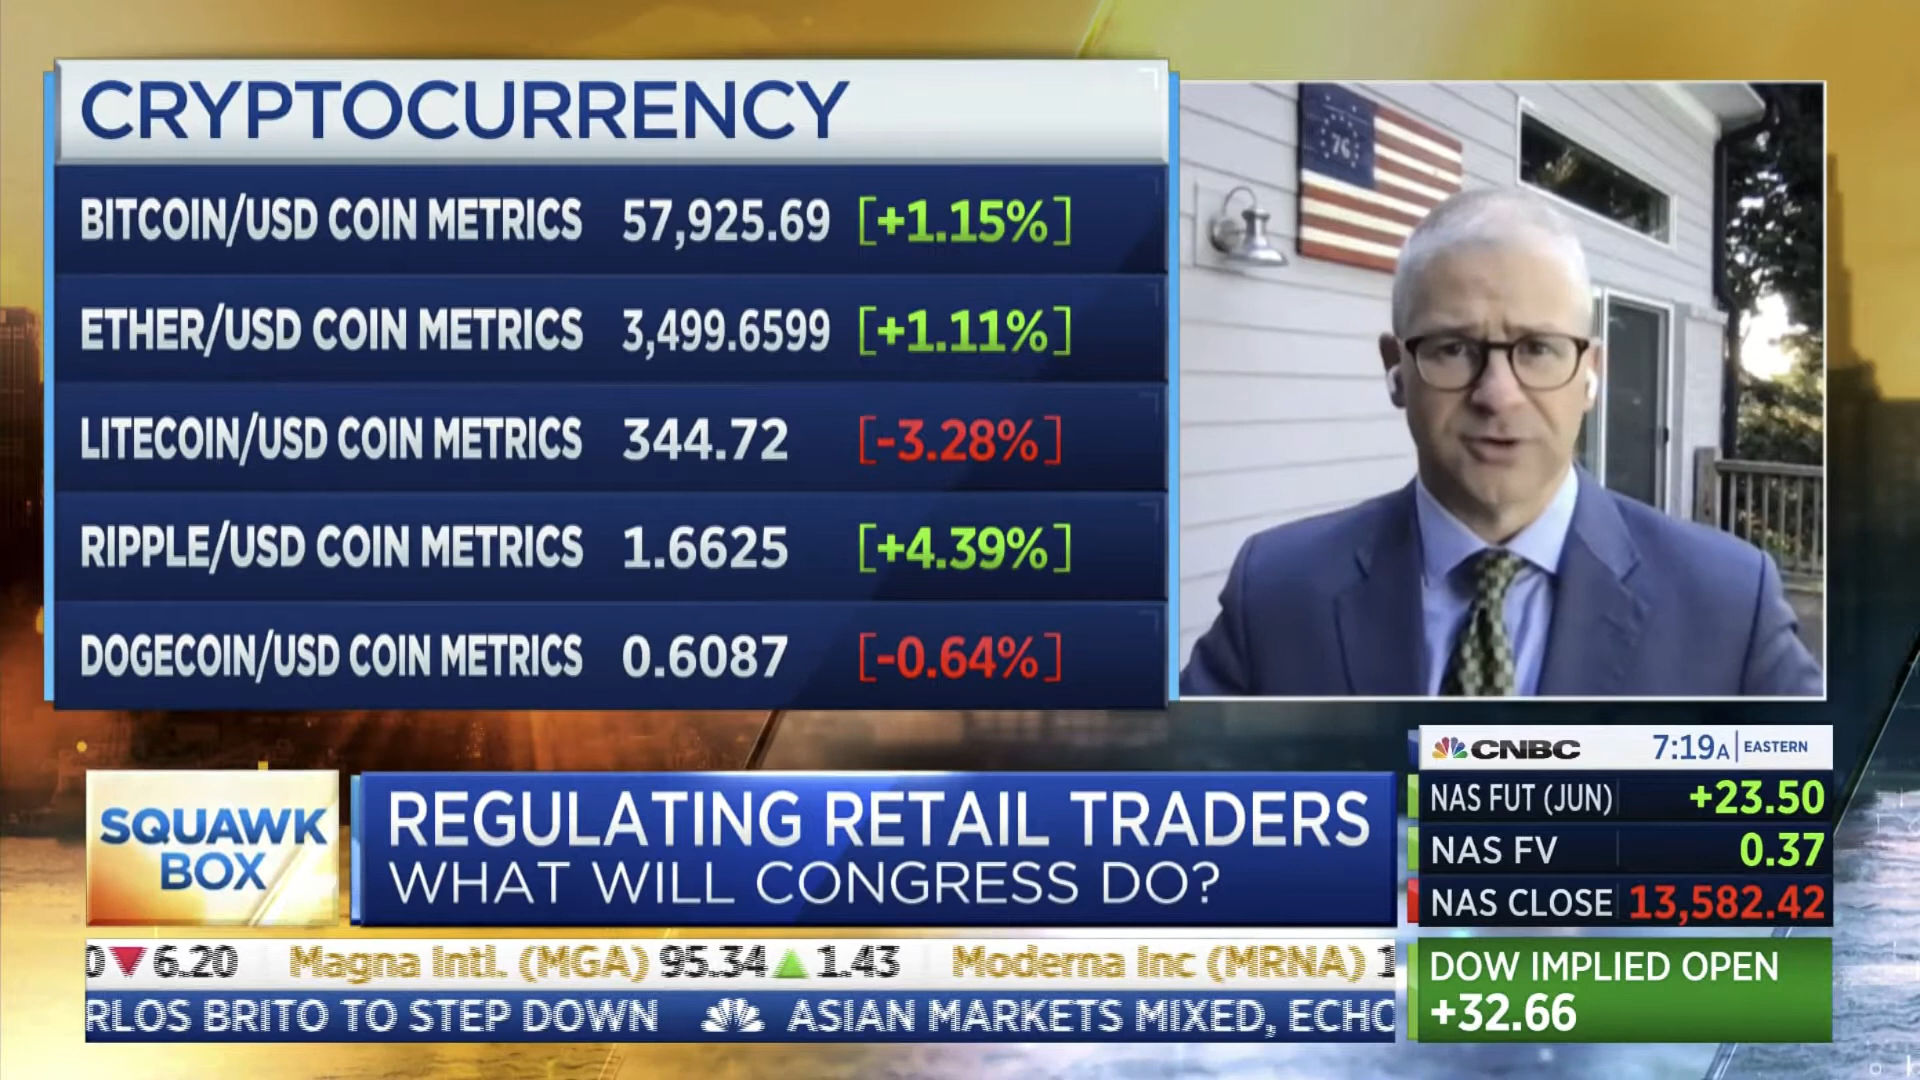 CRYPTOCURRENCY
BITCOIN/USD COIN METRICS 57,925.69 [+1.15%]
ETHER/USD COIN METRICS 3,499.6599 [+1.11%]
LITECOIN/USD COIN METRICS 344.72 [-3.28%]
RIPPLE/USD COIN METRICS 1.6625 [+4.39%]
DOGECOIN/USD COIN METRICS 0.6087 [-0.64%]
76
SQUAWK
BOX
REGULATING RETAIL TRADERS
WHAT WILL CONGRESS DO?
CNBC 7:19A | EASTERN
NAS FUT (JUN) +23.50
NAS FV 0.37
NAS CLOSE 13,582.42
DOW IMPLIED OPEN
+32.66
0 ▼ 6.20 Magna Intl. (MGA) 95.34 ▲ 1.43 Moderna Inc (MRNA) 1
RLOS BRITO TO STEP DOWN ASIAN MARKETS MIXED, ECHO